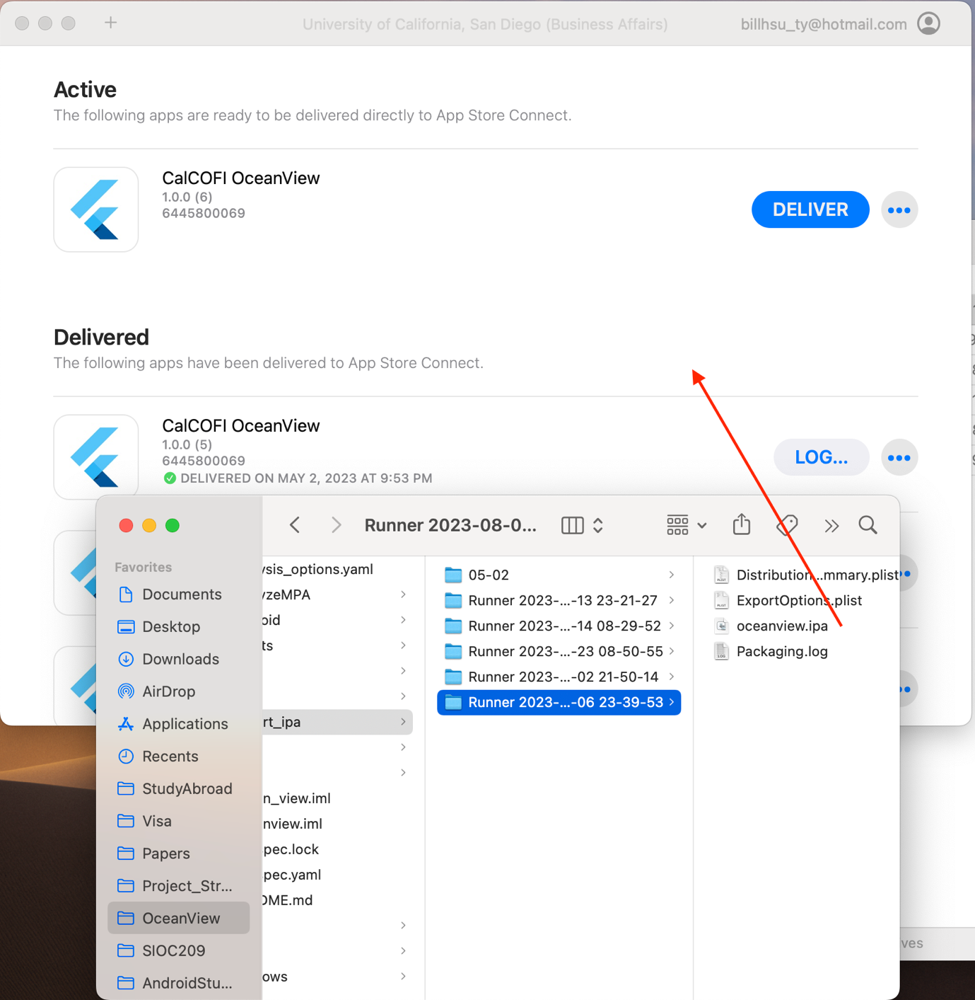 University of California, San Diego (Business Affairs)
billhsu_ty@hotmail.com
Active
The following apps are ready to be delivered directly to App Store Connect.
CalCOFI OceanView
1.0.0 (6)
6445800069
DELIVER
Delivered
The following apps have been delivered to App Store Connect.
CalCOFI OceanView
1.0.0 (5)
6445800069
DELIVERED ON MAY 2, 2023 AT 9:53 PM
LOG...
Runner 2023-08-0...
Favorites
Documents
Desktop
Downloads
AirDrop
Applications
Recents
StudyAbroad
Visa
Papers
Project_Str...
OceanView
SIOC209
AndroidStu...
ysis_options.yaml
yzeMPA
oid
ts
rt_ipa
n_view.iml
nview.iml
pec.lock
pec.yaml
OME.md
ows
05-02
Runner 2023-...-13 23-21-27
Runner 2023-...-14 08-29-52
Runner 2023-...-23 08-50-55
Runner 2023-...-02 21-50-14
Runner 2023-...-06 23-39-53
Distribution...mmary.plist
ExportOptions.plist
oceanview.ipa
Packaging.log
ves